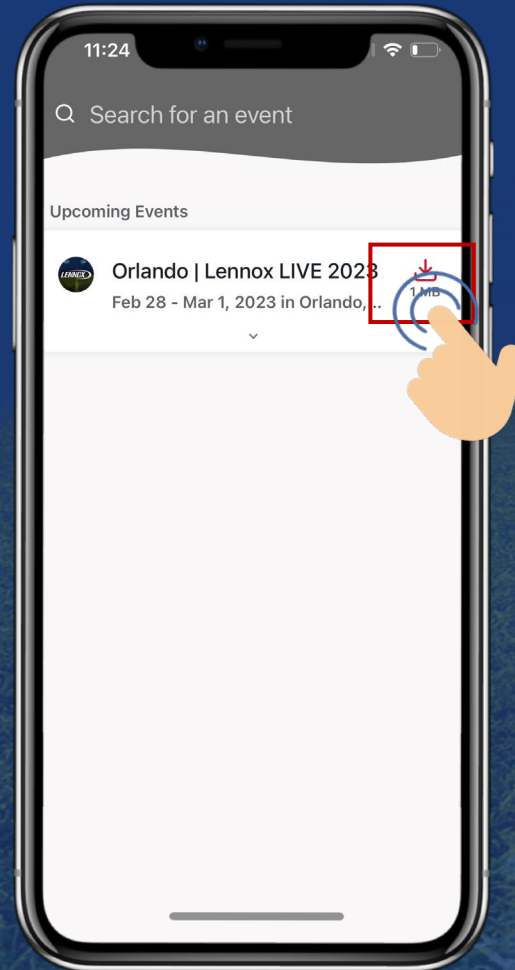 11:24
Search for an event
Upcoming Events
LENNOX
Orlando | Lennox LIVE 2023
Feb 28 - Mar 1, 2023 in Orlando,..
1 MB